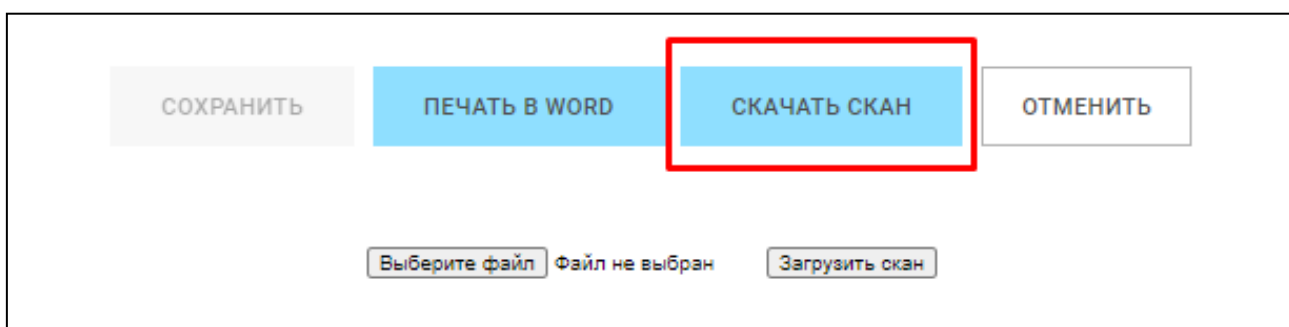 СОХРАНИТЬ ПЕЧАТЬ В WORD СКАЧАТЬ СКАН ОТМЕНИТЬ
Выберите файл Файл не выбран Загрузить скан